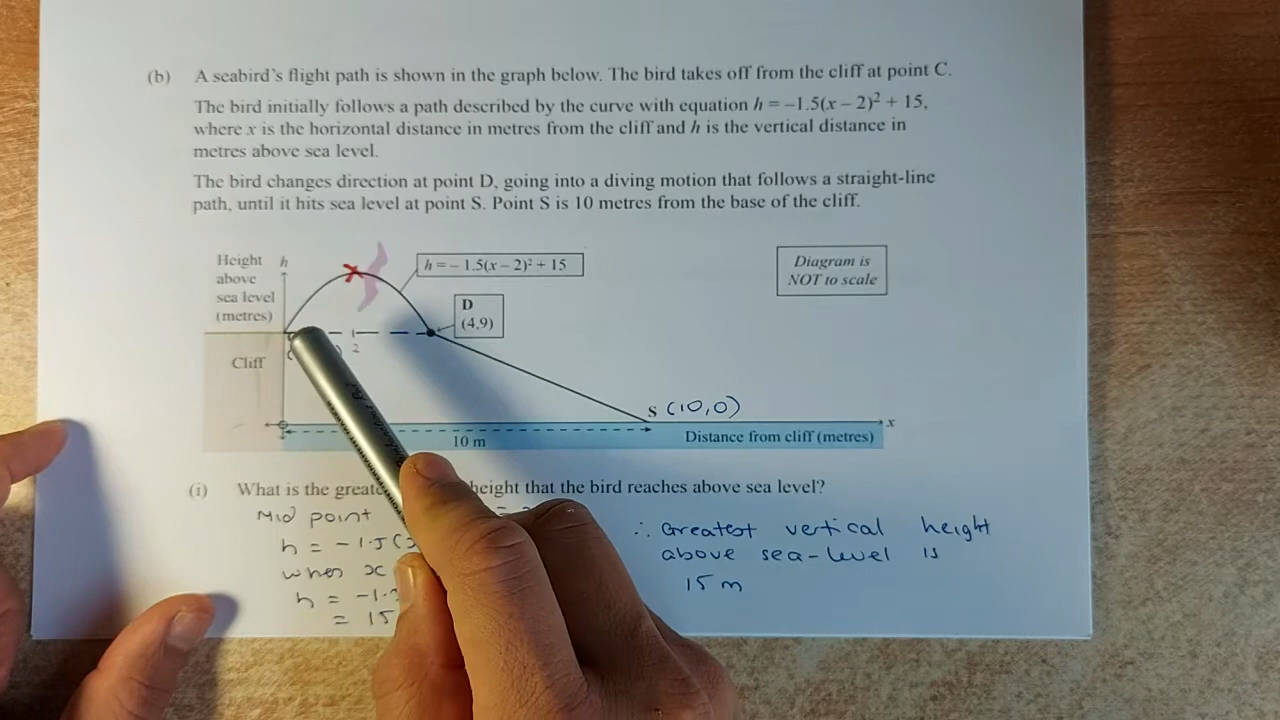 (b) A seabird's flight path is shown in the graph below. The bird takes off from the cliff at point C.
The bird initially follows a path described by the curve with equation h = –1.5(x – 2)² + 15,
where x is the horizontal distance in metres from the cliff and h is the vertical distance in
metres above sea level.
The bird changes direction at point D, going into a diving motion that follows a straight-line
path, until it hits sea level at point S. Point S is 10 metres from the base of the cliff.
Height h
above
sea level
(metres)
h = – 1.5(x – 2)² + 15
Diagram is
NOT to scale
D
(4,9)
2
Cliff
S (10,0)
x
10 m
Distance from cliff (metres)
(i) What is the height that the bird reaches above sea level?
Mid point
h = -1.5(
when x
h = -1.
= 15
∴ Greatest vertical height
above sea-level is
15 m